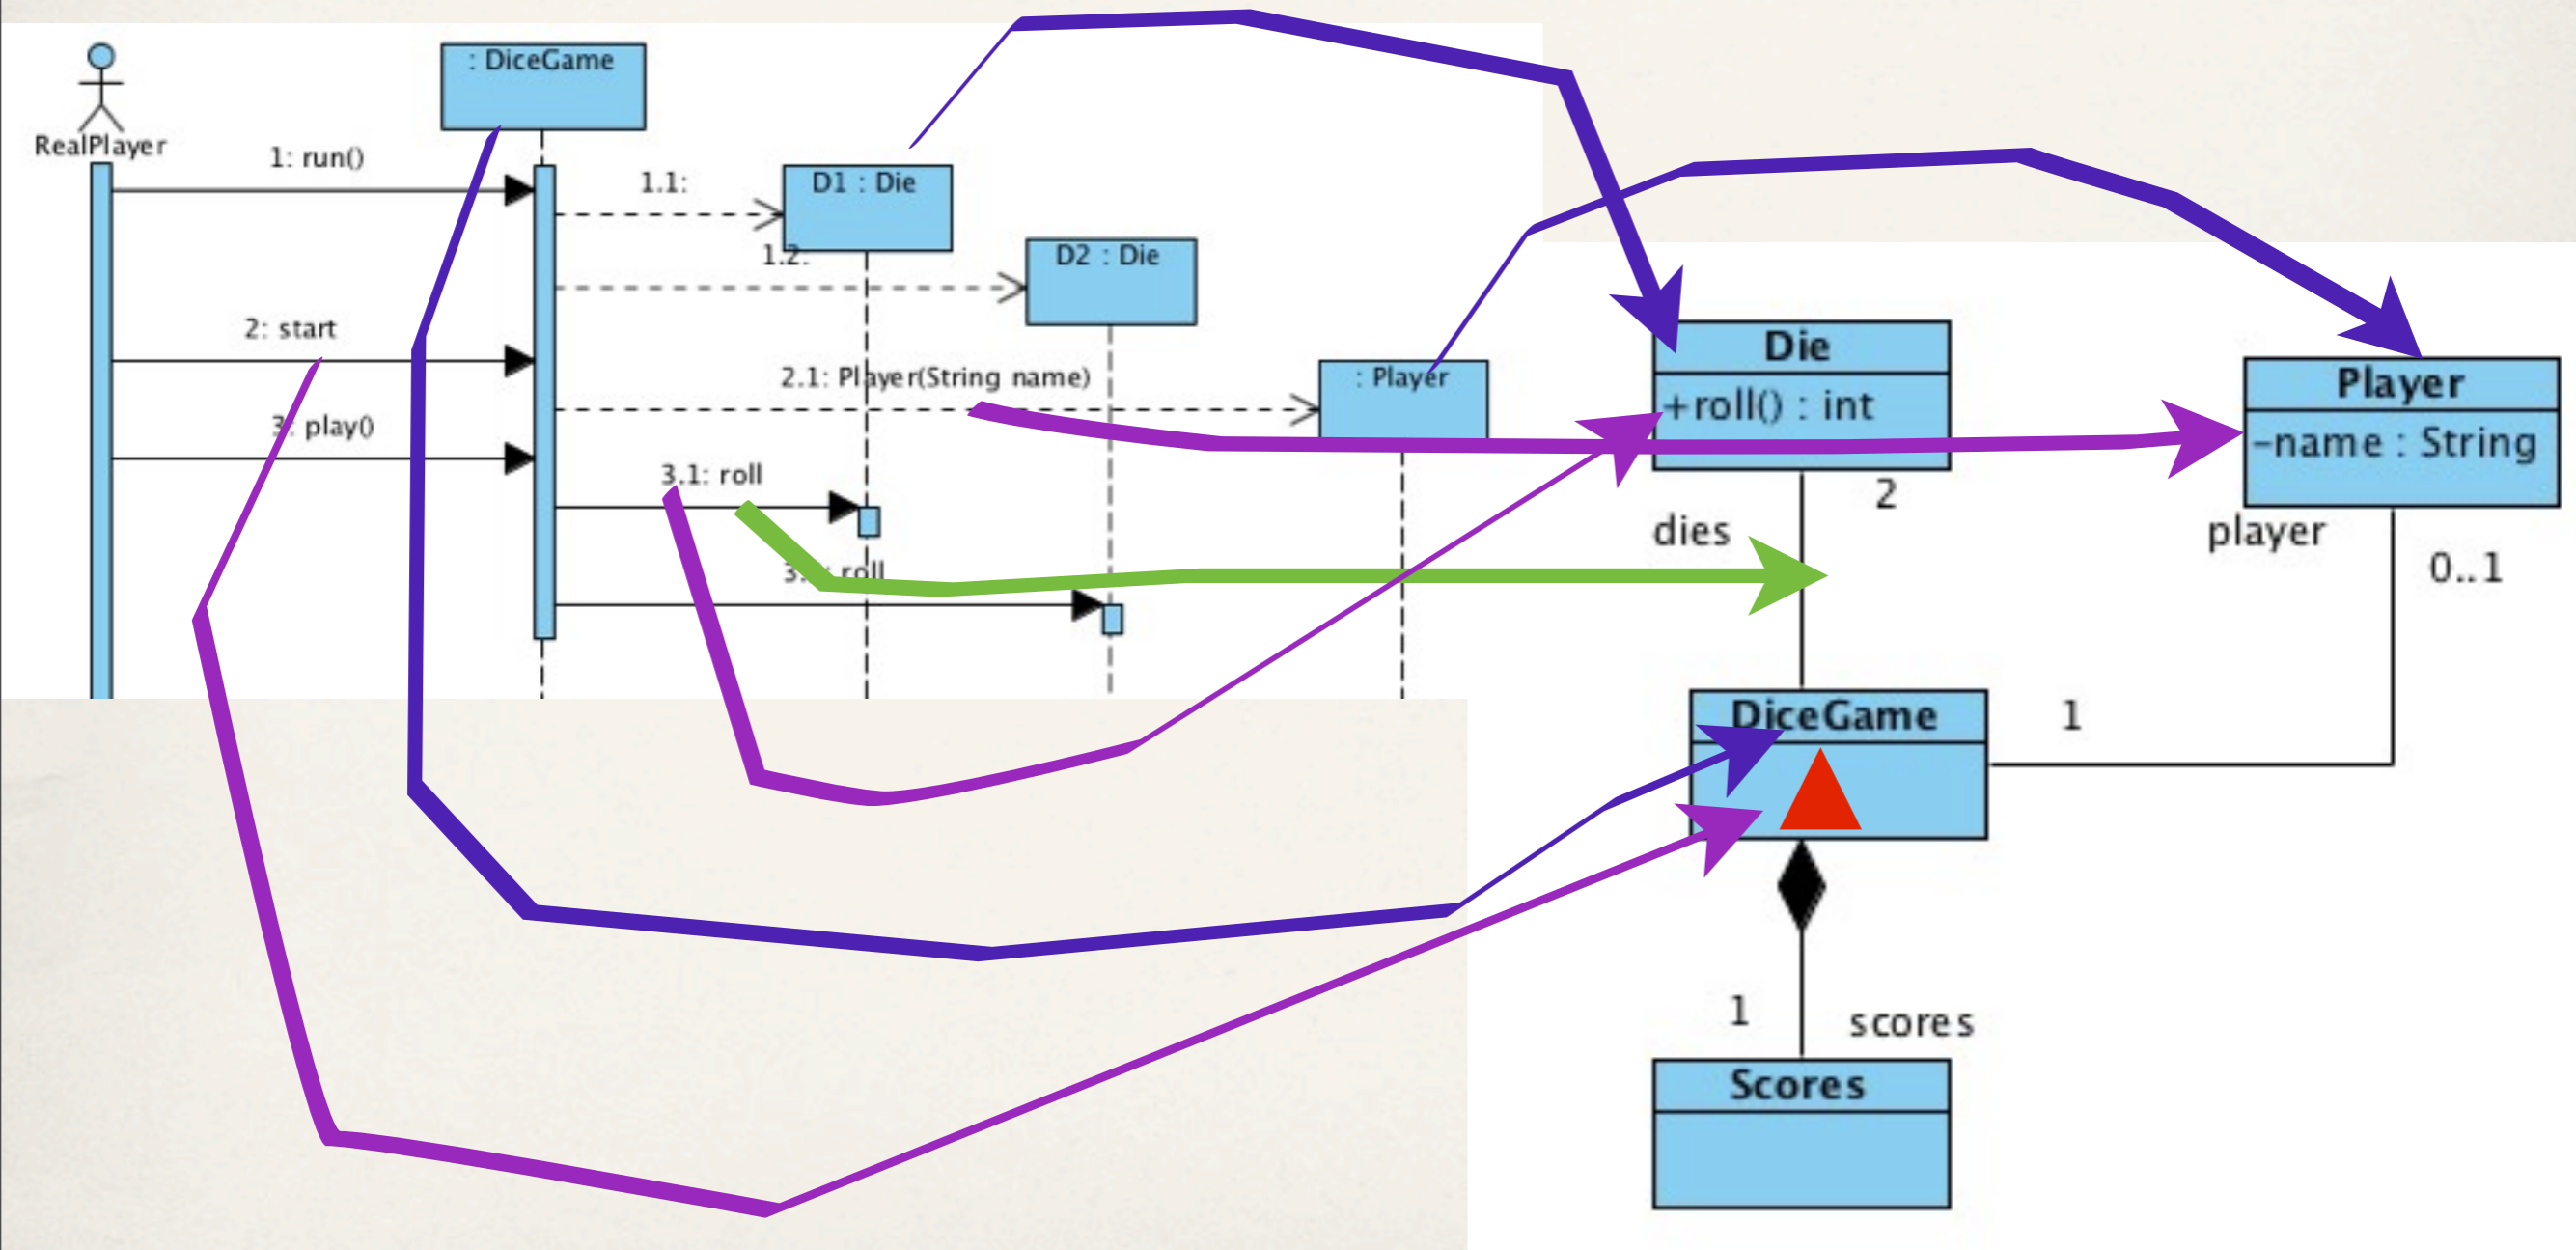 : DiceGame
RealPlayer
1: run()
1.1:
D1 : Die
1.2:
D2 : Die
2: start
2.1: Player(String name)
: Player
3: play()
3.1: roll
roll
Die
+roll() : int
2
dies
Player
-name : String
player
0..1
DiceGame
1
1
scores
Scores